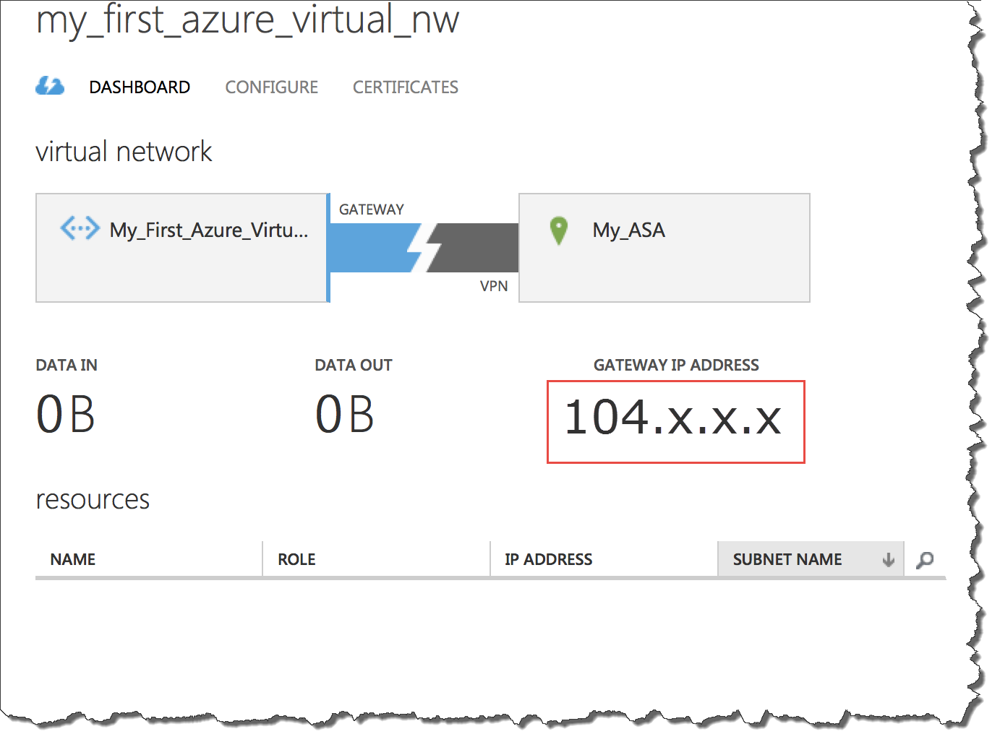 my_first_azure_virtual_nw
DASHBOARD CONFIGURE CERTIFICATES
virtual network
GATEWAY
My_First_Azure_Virtu... My_ASA
VPN
DATA IN DATA OUT GATEWAY IP ADDRESS
0 B 0 B 104.x.x.x
resources
NAME ROLE IP ADDRESS SUBNET NAME